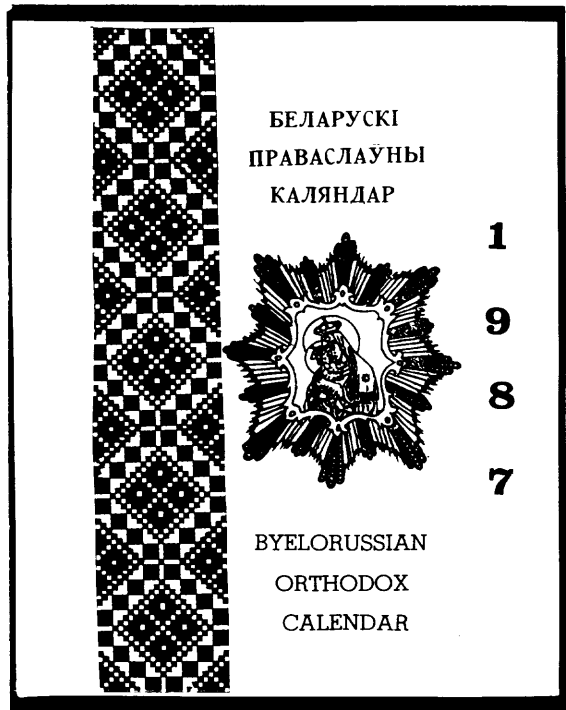 БЕЛАРУСКІ
ПРАВАСЛАЎНЫ
КАЛЯНДАР
1
9
8
7
BYELORUSSIAN
ORTHODOX
CALENDAR